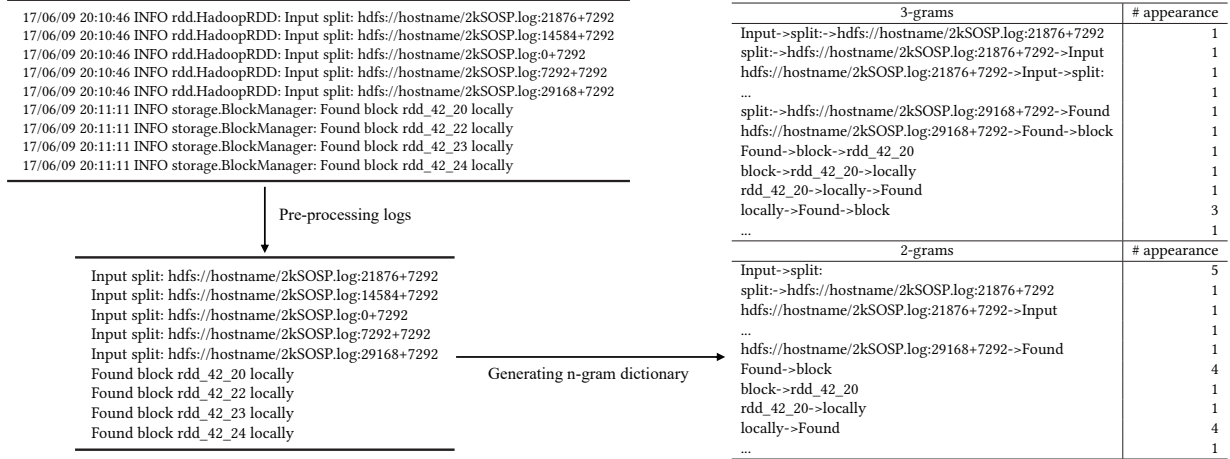 17/06/09 20:10:46 INFO rdd.HadoopRDD: Input split: hdfs://hostname/2kSOSP.log:21876+7292
17/06/09 20:10:46 INFO rdd.HadoopRDD: Input split: hdfs://hostname/2kSOSP.log:14584+7292
17/06/09 20:10:46 INFO rdd.HadoopRDD: Input split: hdfs://hostname/2kSOSP.log:0+7292
17/06/09 20:10:46 INFO rdd.HadoopRDD: Input split: hdfs://hostname/2kSOSP.log:7292+7292
17/06/09 20:10:46 INFO rdd.HadoopRDD: Input split: hdfs://hostname/2kSOSP.log:29168+7292
17/06/09 20:11:11 INFO storage.BlockManager: Found block rdd_42_20 locally
17/06/09 20:11:11 INFO storage.BlockManager: Found block rdd_42_22 locally
17/06/09 20:11:11 INFO storage.BlockManager: Found block rdd_42_23 locally
17/06/09 20:11:11 INFO storage.BlockManager: Found block rdd_42_24 locally
Pre-processing logs
Input split: hdfs://hostname/2kSOSP.log:21876+7292
Input split: hdfs://hostname/2kSOSP.log:14584+7292
Input split: hdfs://hostname/2kSOSP.log:0+7292
Input split: hdfs://hostname/2kSOSP.log:7292+7292
Input split: hdfs://hostname/2kSOSP.log:29168+7292
Found block rdd_42_20 locally
Found block rdd_42_22 locally
Found block rdd_42_23 locally
Found block rdd_42_24 locally
Generating n-gram dictionary
3-grams # appearance
Input->split:->hdfs://hostname/2kSOSP.log:21876+7292 1
split:->hdfs://hostname/2kSOSP.log:21876+7292->Input 1
hdfs://hostname/2kSOSP.log:21876+7292->Input->split: 1
... 1
split:->hdfs://hostname/2kSOSP.log:29168+7292->Found 1
hdfs://hostname/2kSOSP.log:29168+7292->Found->block 1
Found->block->rdd_42_20 1
block->rdd_42_20->locally 1
rdd_42_20->locally->Found 1
locally->Found->block 3
... 1
2-grams # appearance
Input->split: 5
split:->hdfs://hostname/2kSOSP.log:21876+7292 1
hdfs://hostname/2kSOSP.log:21876+7292->Input 1
... 1
hdfs://hostname/2kSOSP.log:29168+7292->Found 1
Found->block 4
block->rdd_42_20 1
rdd_42_20->locally 1
locally->Found 4
... 1